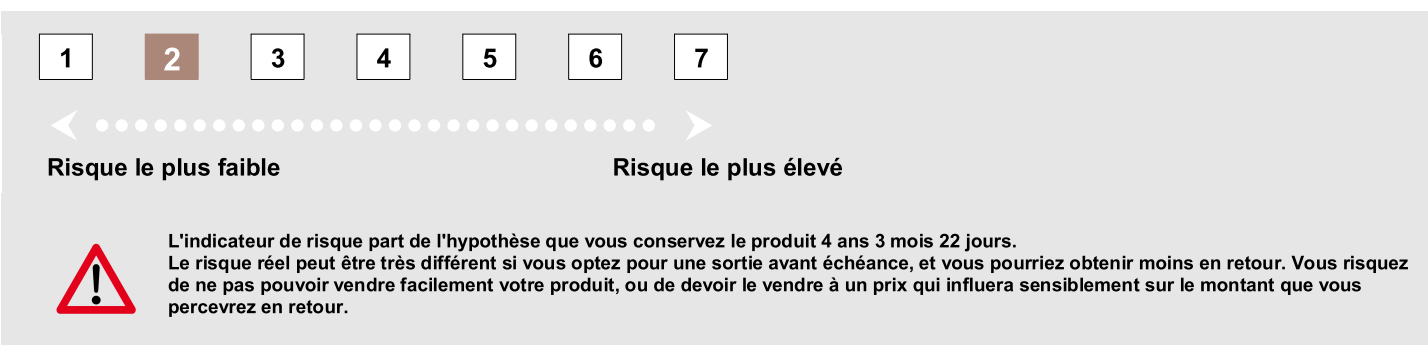 1 2 3 4 5 6 7
Risque le plus faible Risque le plus élevé
L'indicateur de risque part de l'hypothèse que vous conservez le produit 4 ans 3 mois 22 jours.
Le risque réel peut être très différent si vous optez pour une sortie avant échéance, et vous pourriez obtenir moins en retour. Vous risquez
de ne pas pouvoir vendre facilement votre produit, ou de devoir le vendre à un prix qui influera sensiblement sur le montant que vous
percevrez en retour.